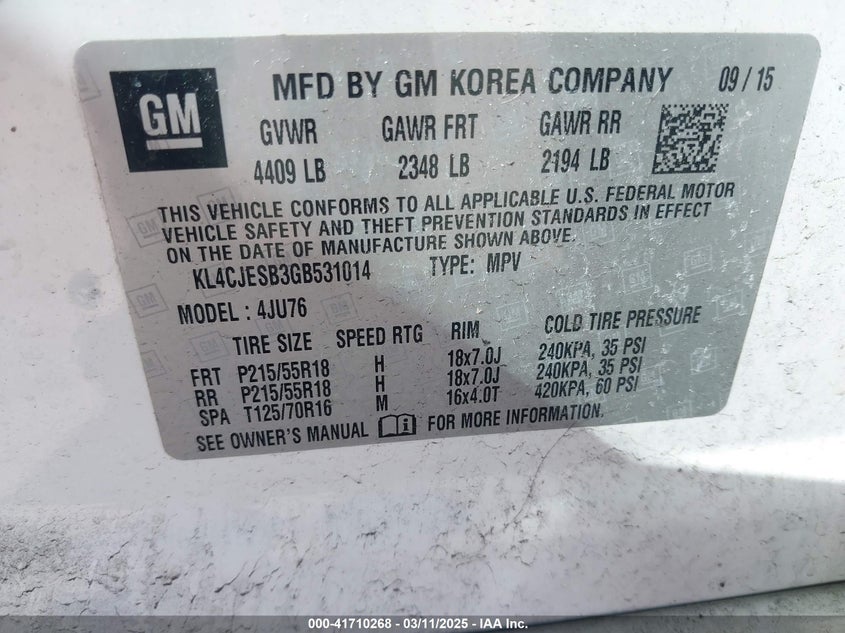 GM
MFD BY GM KOREA COMPANY 09/15
GVWR GAWR FRT GAWR RR
4409 LB 2348 LB 2194 LB
THIS VEHICLE CONFORMS TO ALL APPLICABLE U.S. FEDERAL MOTOR
VEHICLE SAFETY AND THEFT PREVENTION STANDARDS IN EFFECT
ON THE DATE OF MANUFACTURE SHOWN ABOVE.
KL4CJESB3GB531014 TYPE: MPV
MODEL: 4JU76
TIRE SIZE SPEED RTG RIM COLD TIRE PRESSURE
FRT P215/55R18 H 18x7.0J 240KPA, 35 PSI
RR P215/55R18 H 18x7.0J 240KPA, 35 PSI
SPA T125/70R16 M 16x4.0T 420KPA, 60 PSI
SEE OWNER'S MANUAL i FOR MORE INFORMATION.
000-41710268 - 03/11/2025 - IAA Inc.